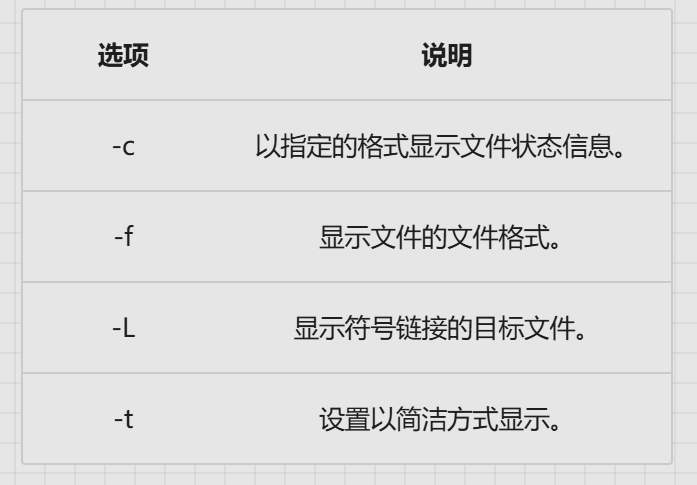 选项 说明
-c 以指定的格式显示文件状态信息。
-f 显示文件的文件格式。
-L 显示符号链接的目标文件。
-t 设置以简洁方式显示。